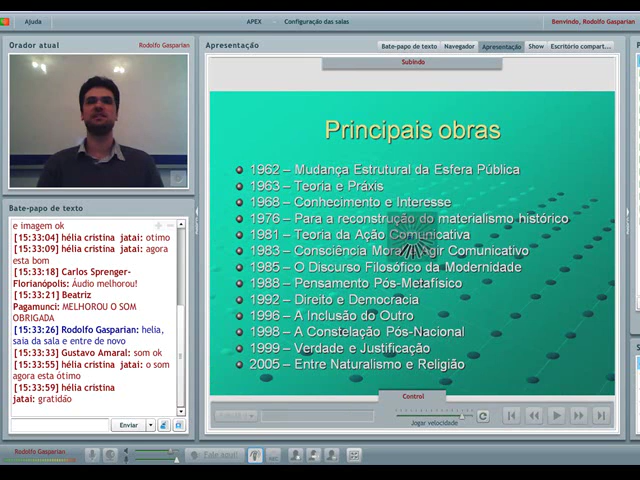 Ajuda
APEX - Configuração das salas
Benvindo, Rodolfo Gasparian
Orador atual
Rodolfo Gasparian
Apresentação
Bate-papo de texto
Navegador
Apresentação
Show
Escritório compart...
Subindo
Principais obras
1962 – Mudança Estrutural da Esfera Pública
1963 – Teoria e Práxis
1968 – Conhecimento e Interesse
1976 – Para a reconstrução do materialismo histórico
1981 – Teoria da Ação Comunicativa
1983 – Consciência Moral e Agir Comunicativo
1985 – O Discurso Filosófico da Modernidade
1988 – Pensamento Pós-Metafísico
1992 – Direito e Democracia
1996 – A Inclusão do Outro
1998 – A Constelação Pós-Nacional
1999 – Verdade e Justificação
2005 – Entre Naturalismo e Religião
Control
Jogar velocidade
Bate-papo de texto
e imagem ok
[15:33:04] hélia cristina jatai: otimo
[15:33:09] hélia cristina jatai: agora
esta bom
[15:33:18] Carlos Sprenger-
Florianópolis: Áudio melhorou!
[15:33:21] Beatriz
Pagamunci: MELHOROU O SOM
OBRIGADA
[15:33:26] Rodolfo Gasparian: helia,
saia da sala e entre de novo
[15:33:33] Gustavo Amaral: som ok
[15:33:55] hélia cristina jatai: o som
agora esta ótimo
[15:33:59] hélia cristina
jatai: gratidão
Enviar
Rodolfo Gasparian
Fale aqui!